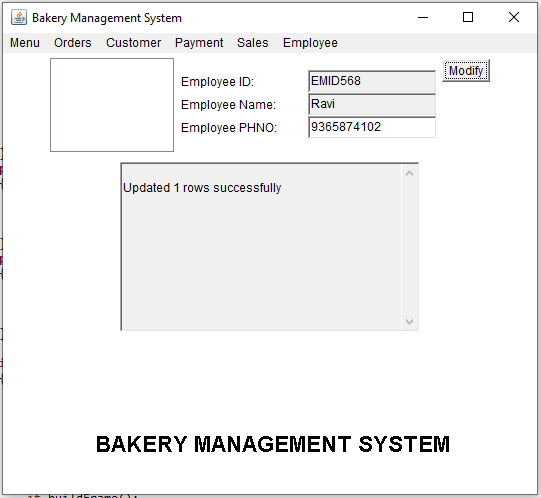 Bakery Management System
Menu Orders Customer Payment Sales Employee
Employee ID: EMID568 Modify
Employee Name: Ravi
Employee PHNO: 9365874102
Updated 1 rows successfully
BAKERY MANAGEMENT SYSTEM